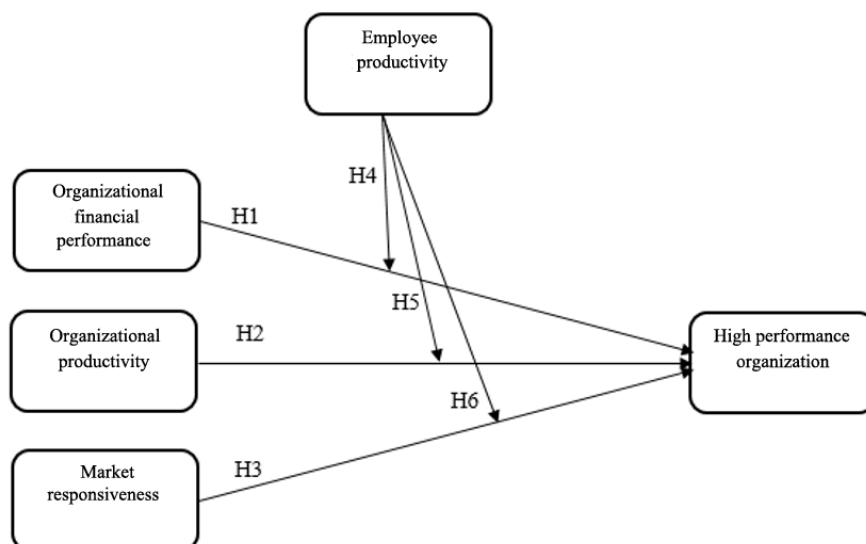 Employee
productivity
H4
Organizational
financial
performance
H1
H5
Organizational
productivity
H2
High performance
organization
H6
Market
responsiveness
H3